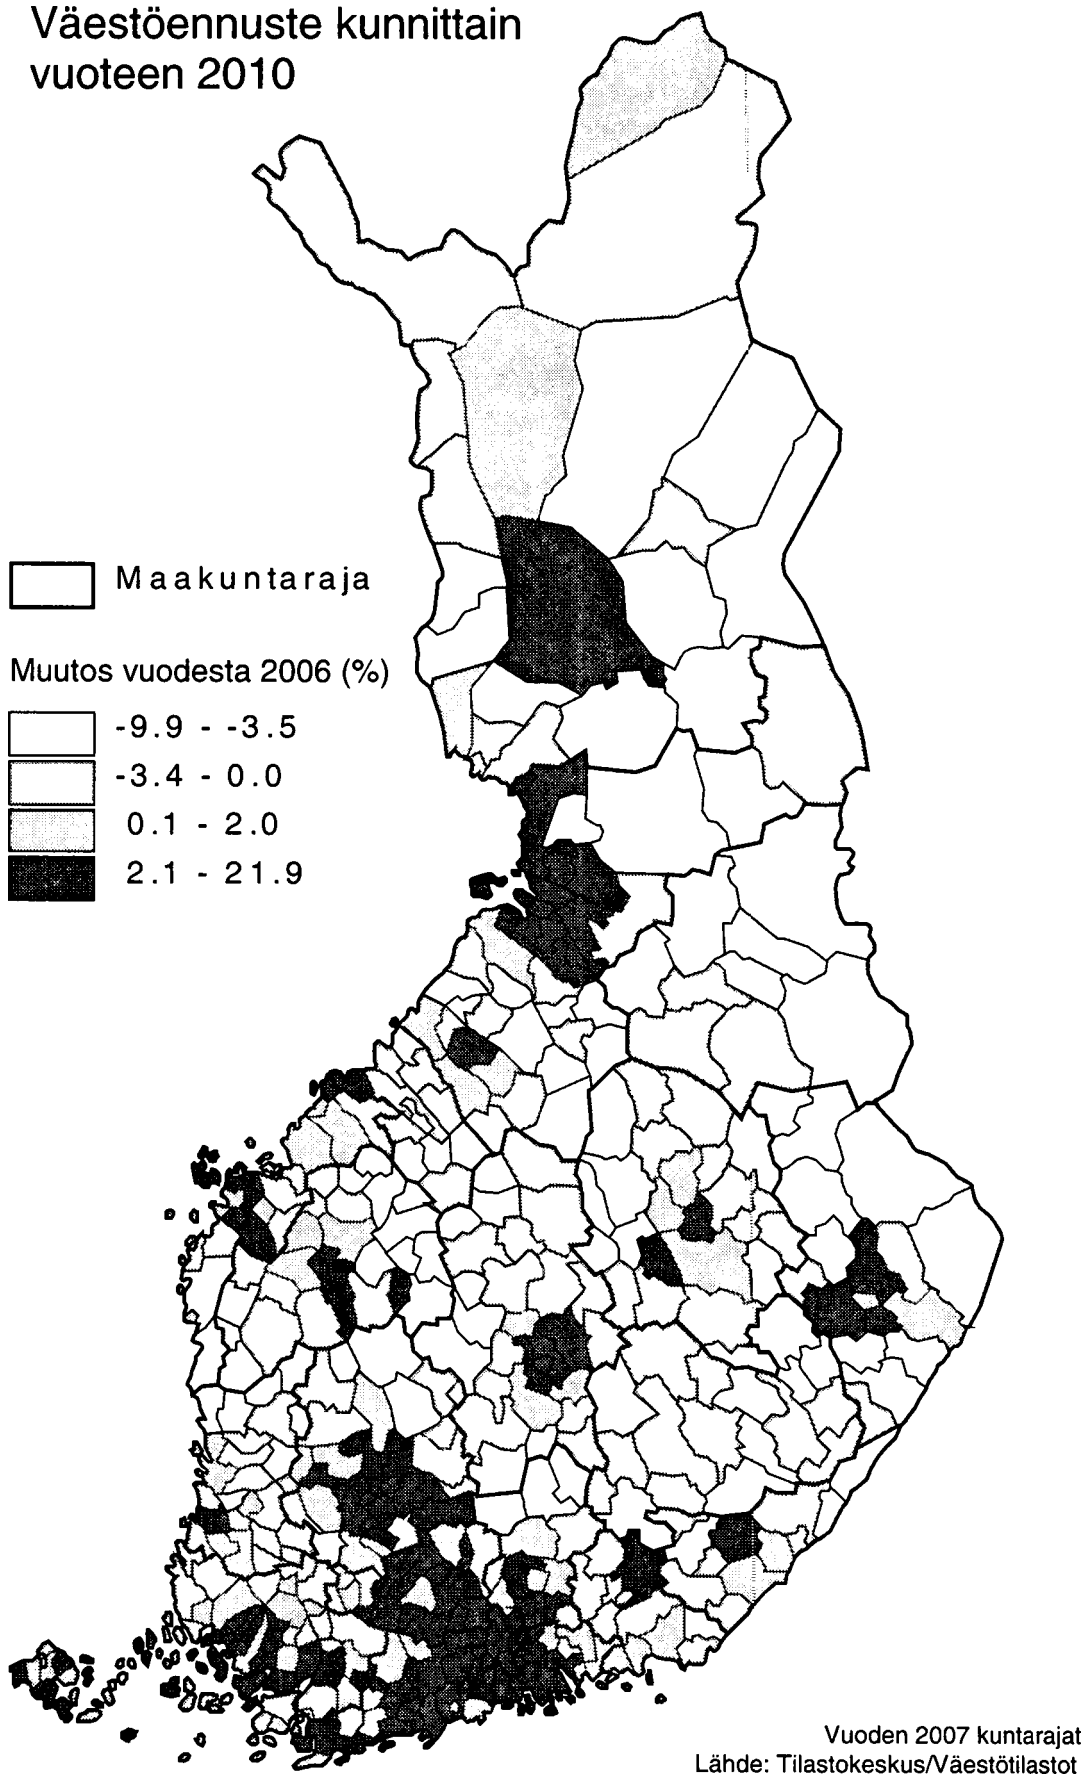 Väestöennuste kunnittain
vuoteen 2010
Maakuntaraja
Muutos vuodesta 2006 (%)
-9.9 - -3.5
-3.4 - 0.0
0.1 - 2.0
2.1 - 21.9
Vuoden 2007 kuntarajat
Lähde: Tilastokeskus/Väestötilastot